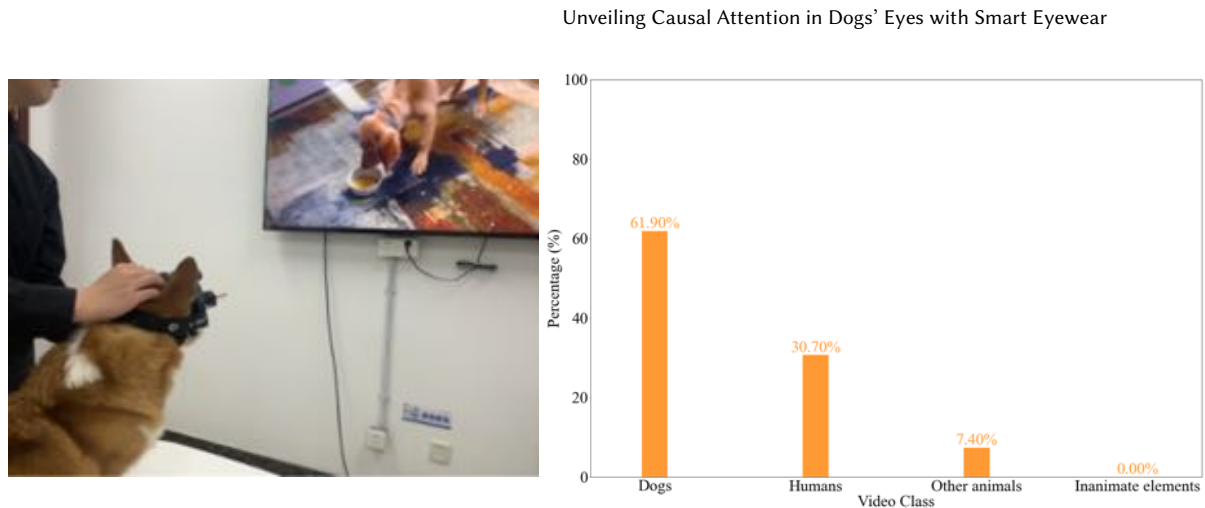 Unveiling Causal Attention in Dogs' Eyes with Smart Eyewear
100
80
60
40
20
0
Percentage (%)
61.90%
30.70%
7.40%
0.00%
Dogs
Humans
Other animals
Inanimate elements
Video Class